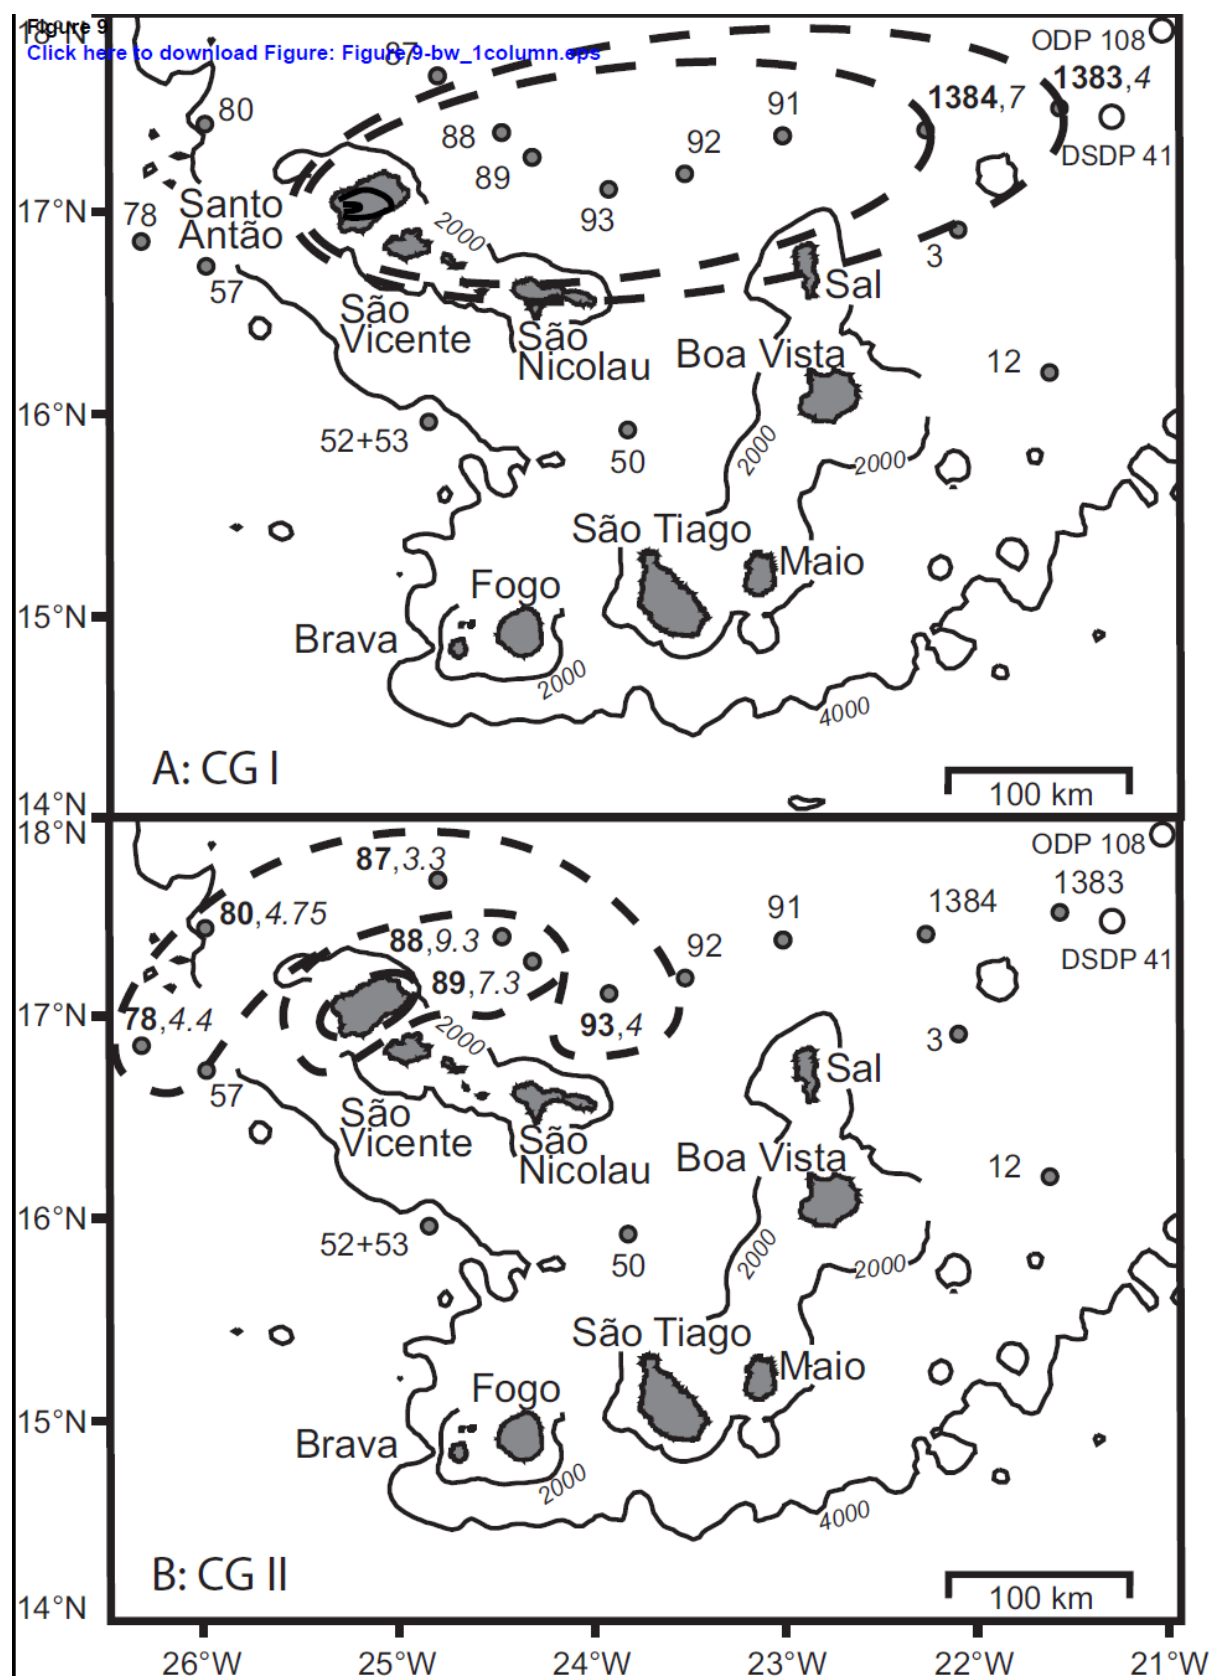 Figure 9
18°N
Click here to download Figure: Figure 9-bw_1column.eps
87
ODP 108
1383,4
1384,7
91
80
88
92
DSDP 41
89
Santo
Antão
17°N
78
93
2000
3
57
Sal
São
Vicente
São
Nicolau
Boa Vista
12
16°N
52+53
50
2000
2000
São Tiago
Maio
Fogo
15°N
Brava
2000
4000
A: CG I
100 km
14°N
18°N
ODP 108
87,3.3
1383
80,4.75
91
1384
88,9.3
92
DSDP 41
89,7.3
17°N
78,4.4
93,4
2000
3
57
Sal
São
Vicente
São
Nicolau
Boa Vista
12
16°N
52+53
50
2000
2000
São Tiago
Maio
Fogo
15°N
Brava
2000
4000
B: CG II
100 km
14°N
26°W 25°W 24°W 23°W 22°W 21°W